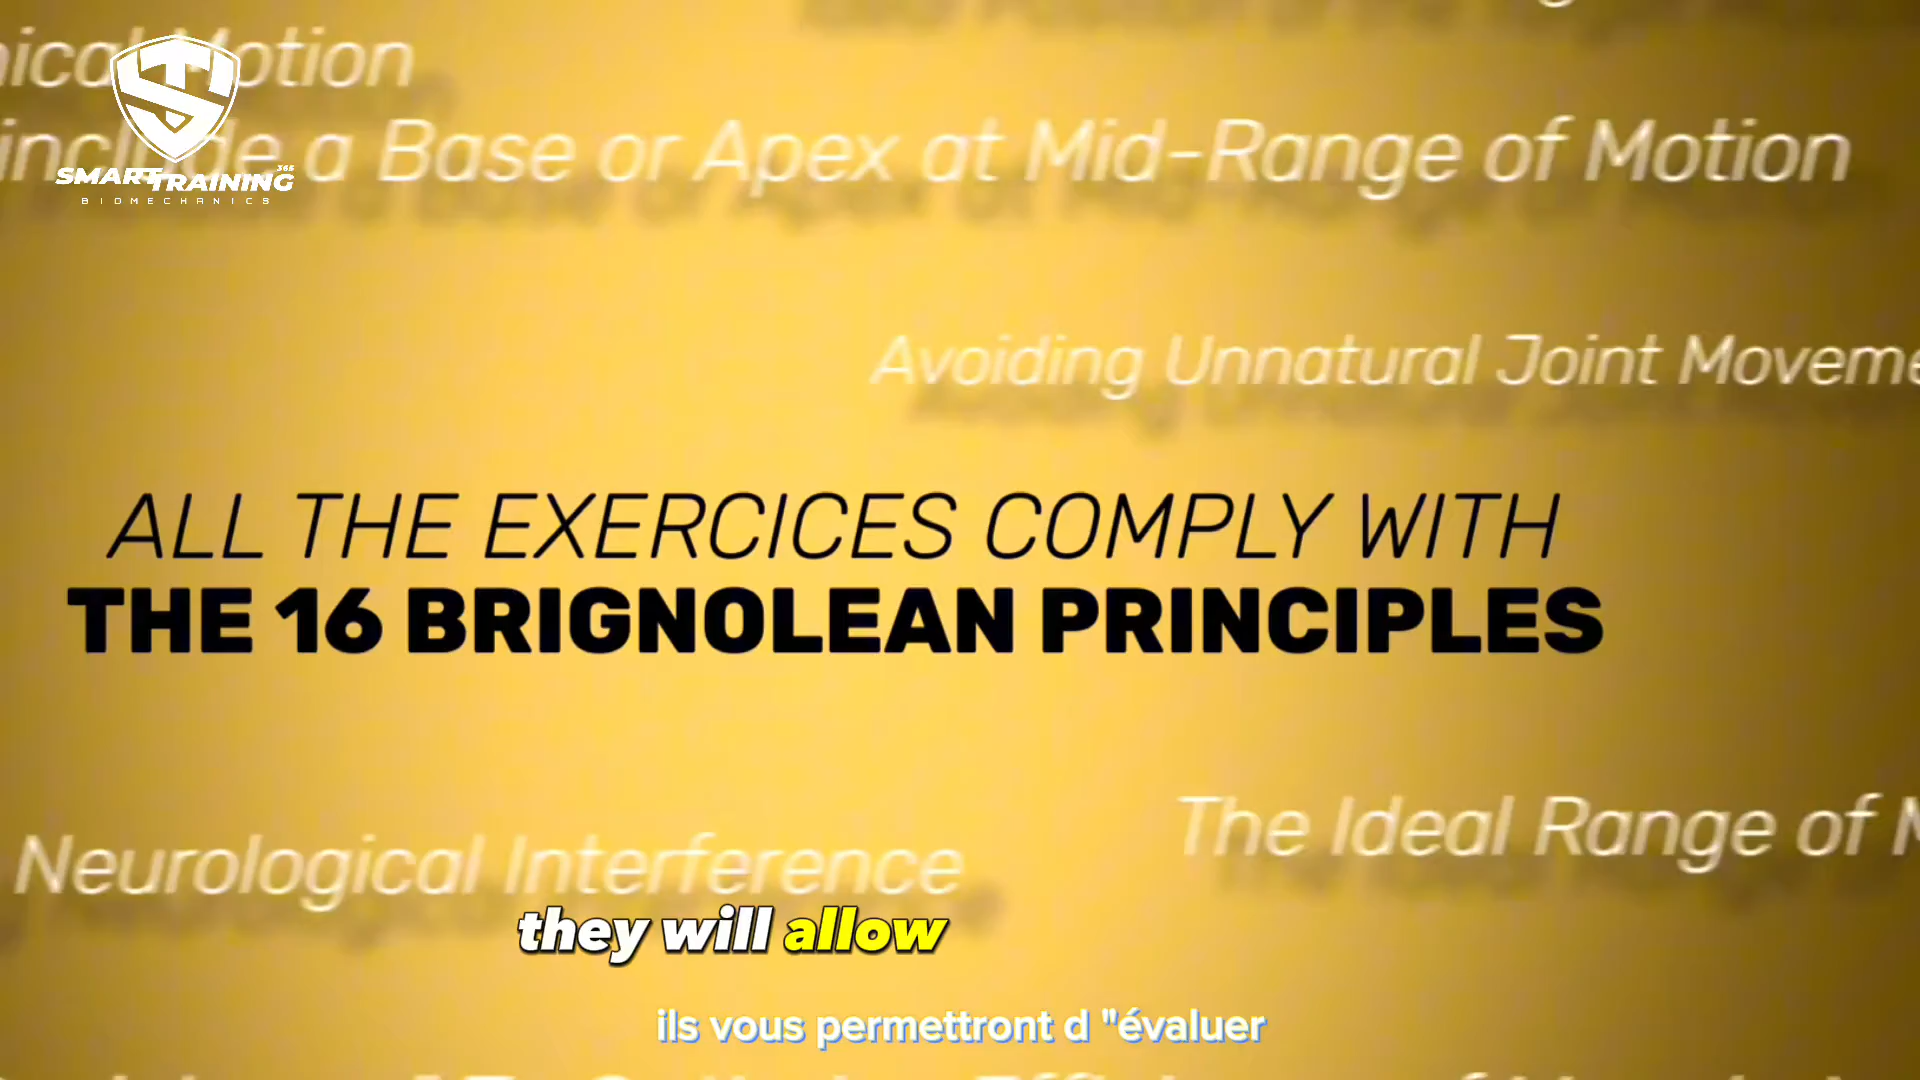 Motion
include a Base or Apex at Mid-Range of Motion
SMART TRAINING 365
BIOMECHANICS
Avoiding Unnatural Joint
ALL THE EXERCICES COMPLY WITH
THE 16 BRIGNOLEAN PRINCIPLES
The Ideal Range of
Neurological Interference
they will allow
ils vous permettront d "évaluer